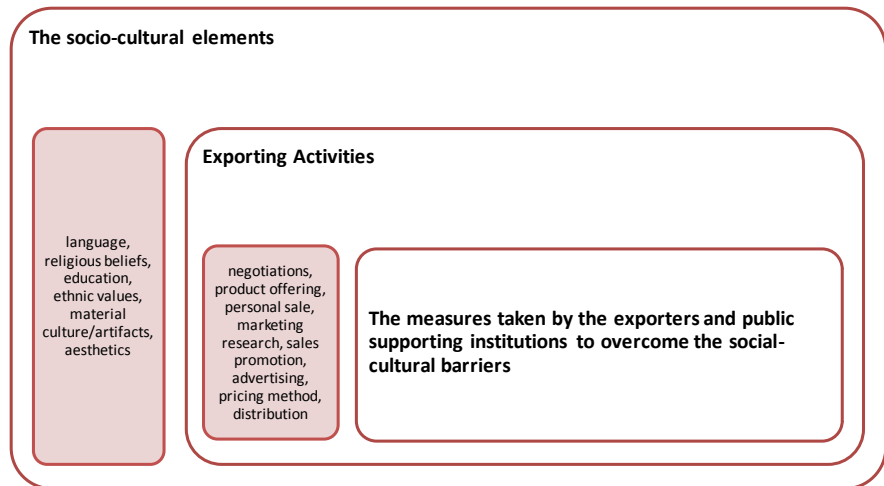 The socio-cultural elements
language,
religious beliefs,
education,
ethnic values,
material
culture/artifacts,
aesthetics
Exporting Activities
negotiations,
product offering,
personal sale,
marketing
research, sales
promotion,
advertising,
pricing method,
distribution
The measures taken by the exporters and public
supporting institutions to overcome the social-
cultural barriers